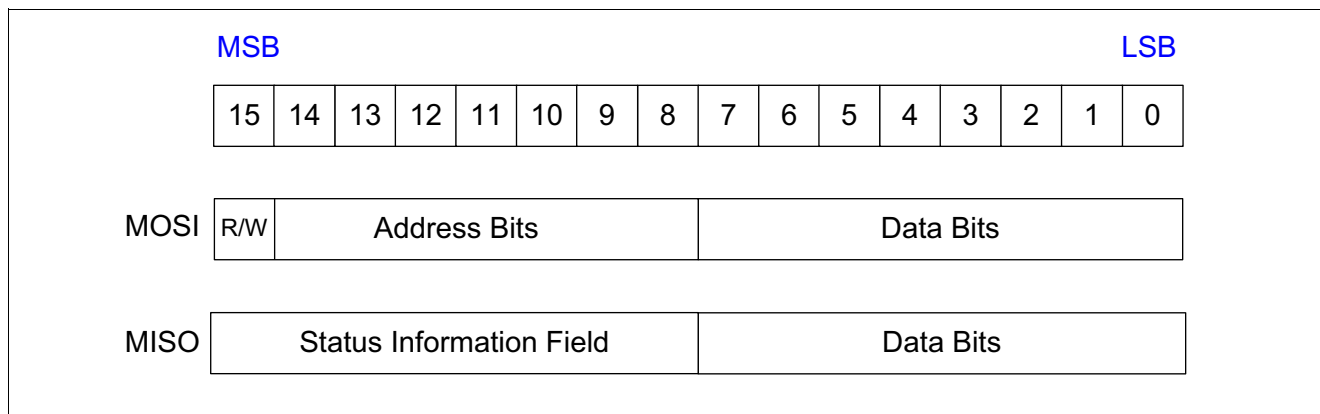 MSB LSB
15 14 13 12 11 10 9 8 7 6 5 4 3 2 1 0
MOSI R/W Address Bits Data Bits
MISO Status Information Field Data Bits